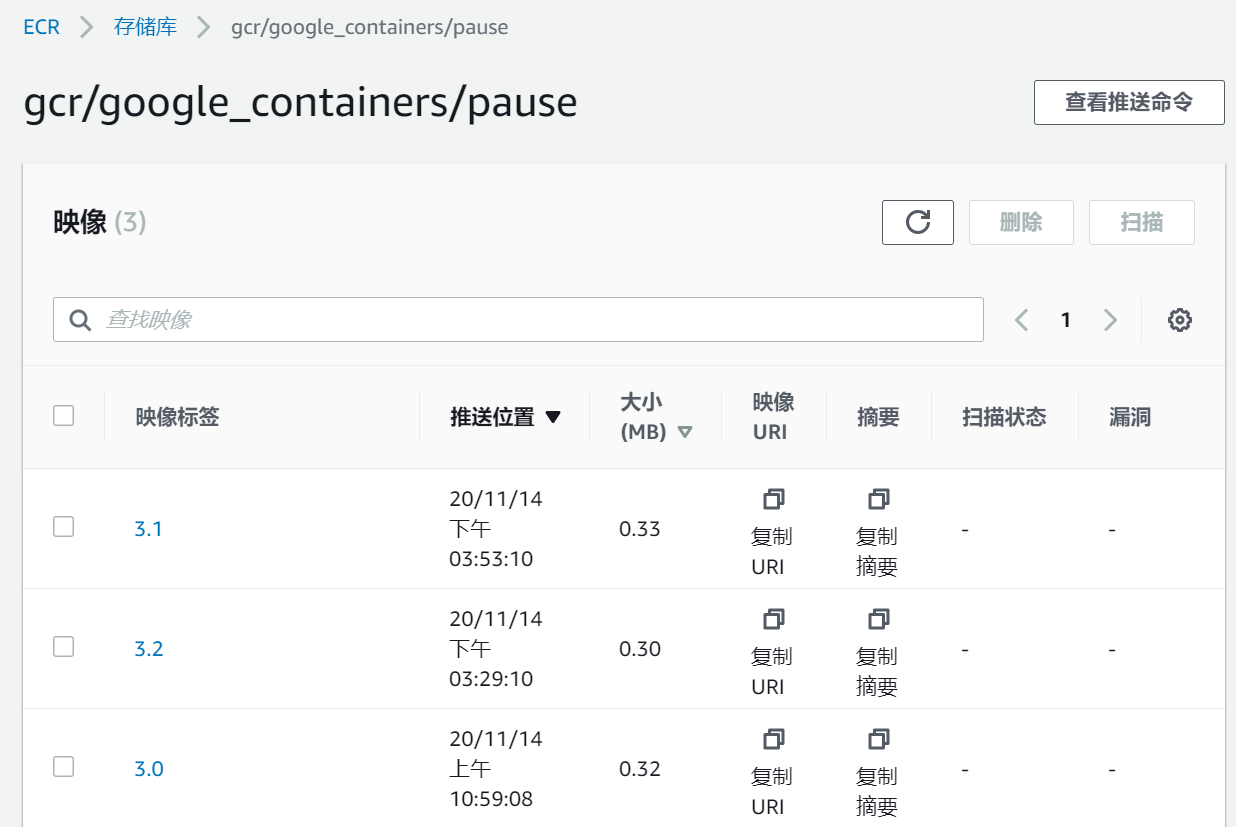 ECR 存储库 gcr/google_containers/pause
gcr/google_containers/pause
查看推送命令
映像 (3)
删除
扫描
查找映像
1
映像标签
推送位置
大小
(MB)
映像
URI
摘要
扫描状态
漏洞
3.1
20/11/14
下午
03:53:10
0.33
复制
URI
复制
摘要
-
-
3.2
20/11/14
下午
03:29:10
0.30
复制
URI
复制
摘要
-
-
3.0
20/11/14
上午
10:59:08
0.32
复制
URI
复制
摘要
-
-